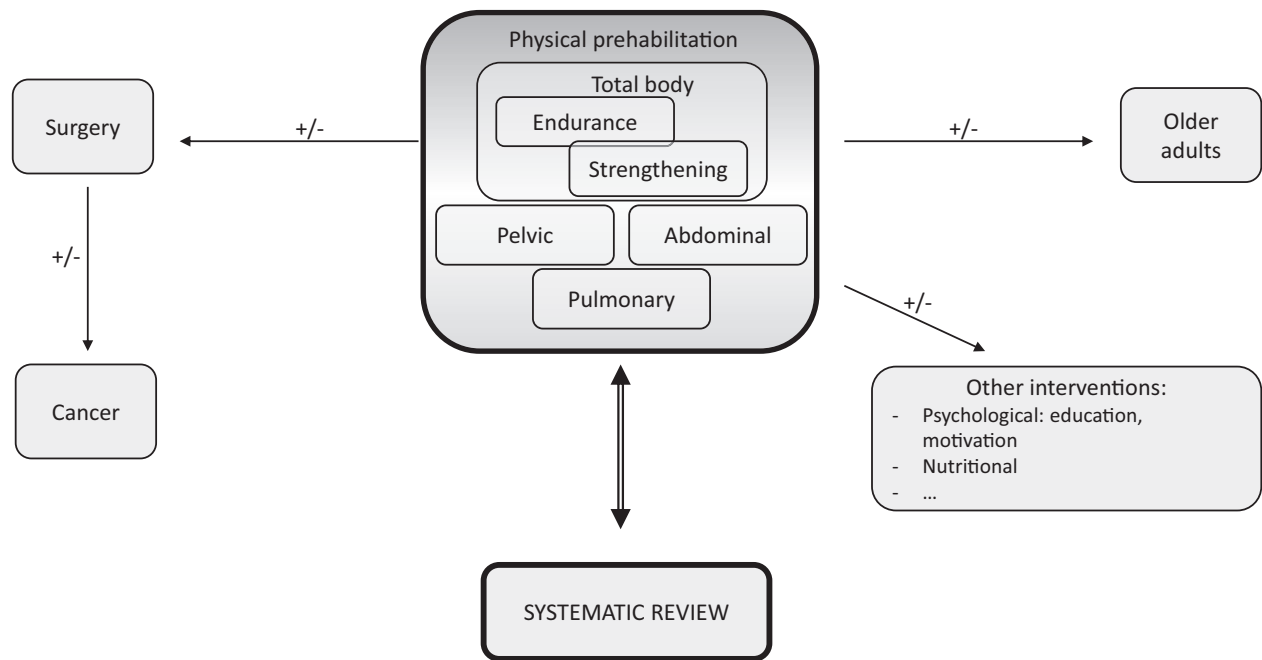 Physical prehabilitation
Total body
Endurance
Strengthening
Pelvic
Abdominal
Pulmonary
Surgery
+/-
+/-
Cancer
+/-
Older
adults
+/-
Other interventions:
- Psychological: education,
motivation
- Nutritional
- ...
SYSTEMATIC REVIEW